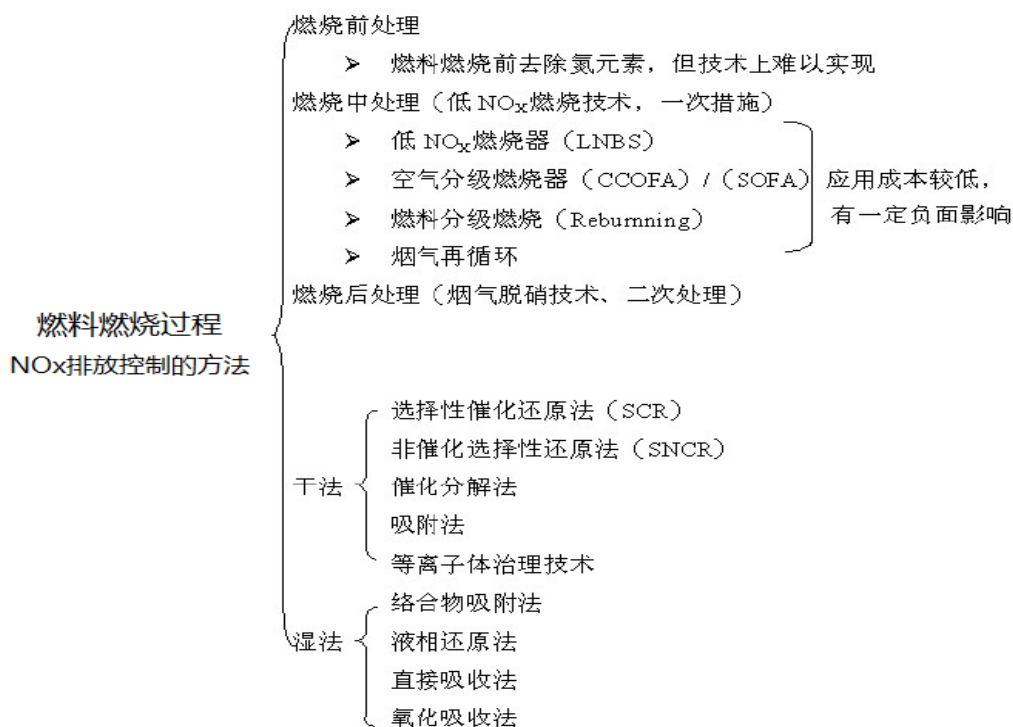 燃料燃烧过程
NOx排放控制的方法
燃烧前处理
➤ 燃料燃烧前去除氮元素，但技术上难以实现
燃烧中处理（低 NOx燃烧技术，一次措施）
➤ 低 NOx燃烧器（LNBS）
➤ 空气分级燃烧器（CCOFA）/（SOFA）
➤ 燃料分级燃烧（Reburnning）
➤ 烟气再循环
应用成本较低，
有一定负面影响
燃烧后处理（烟气脱硝技术、二次处理）
干法
选择性催化还原法（SCR）
非催化选择性还原法（SNCR）
催化分解法
吸附法
等离子体治理技术
湿法
络合物吸附法
液相还原法
直接吸收法
氧化吸收法